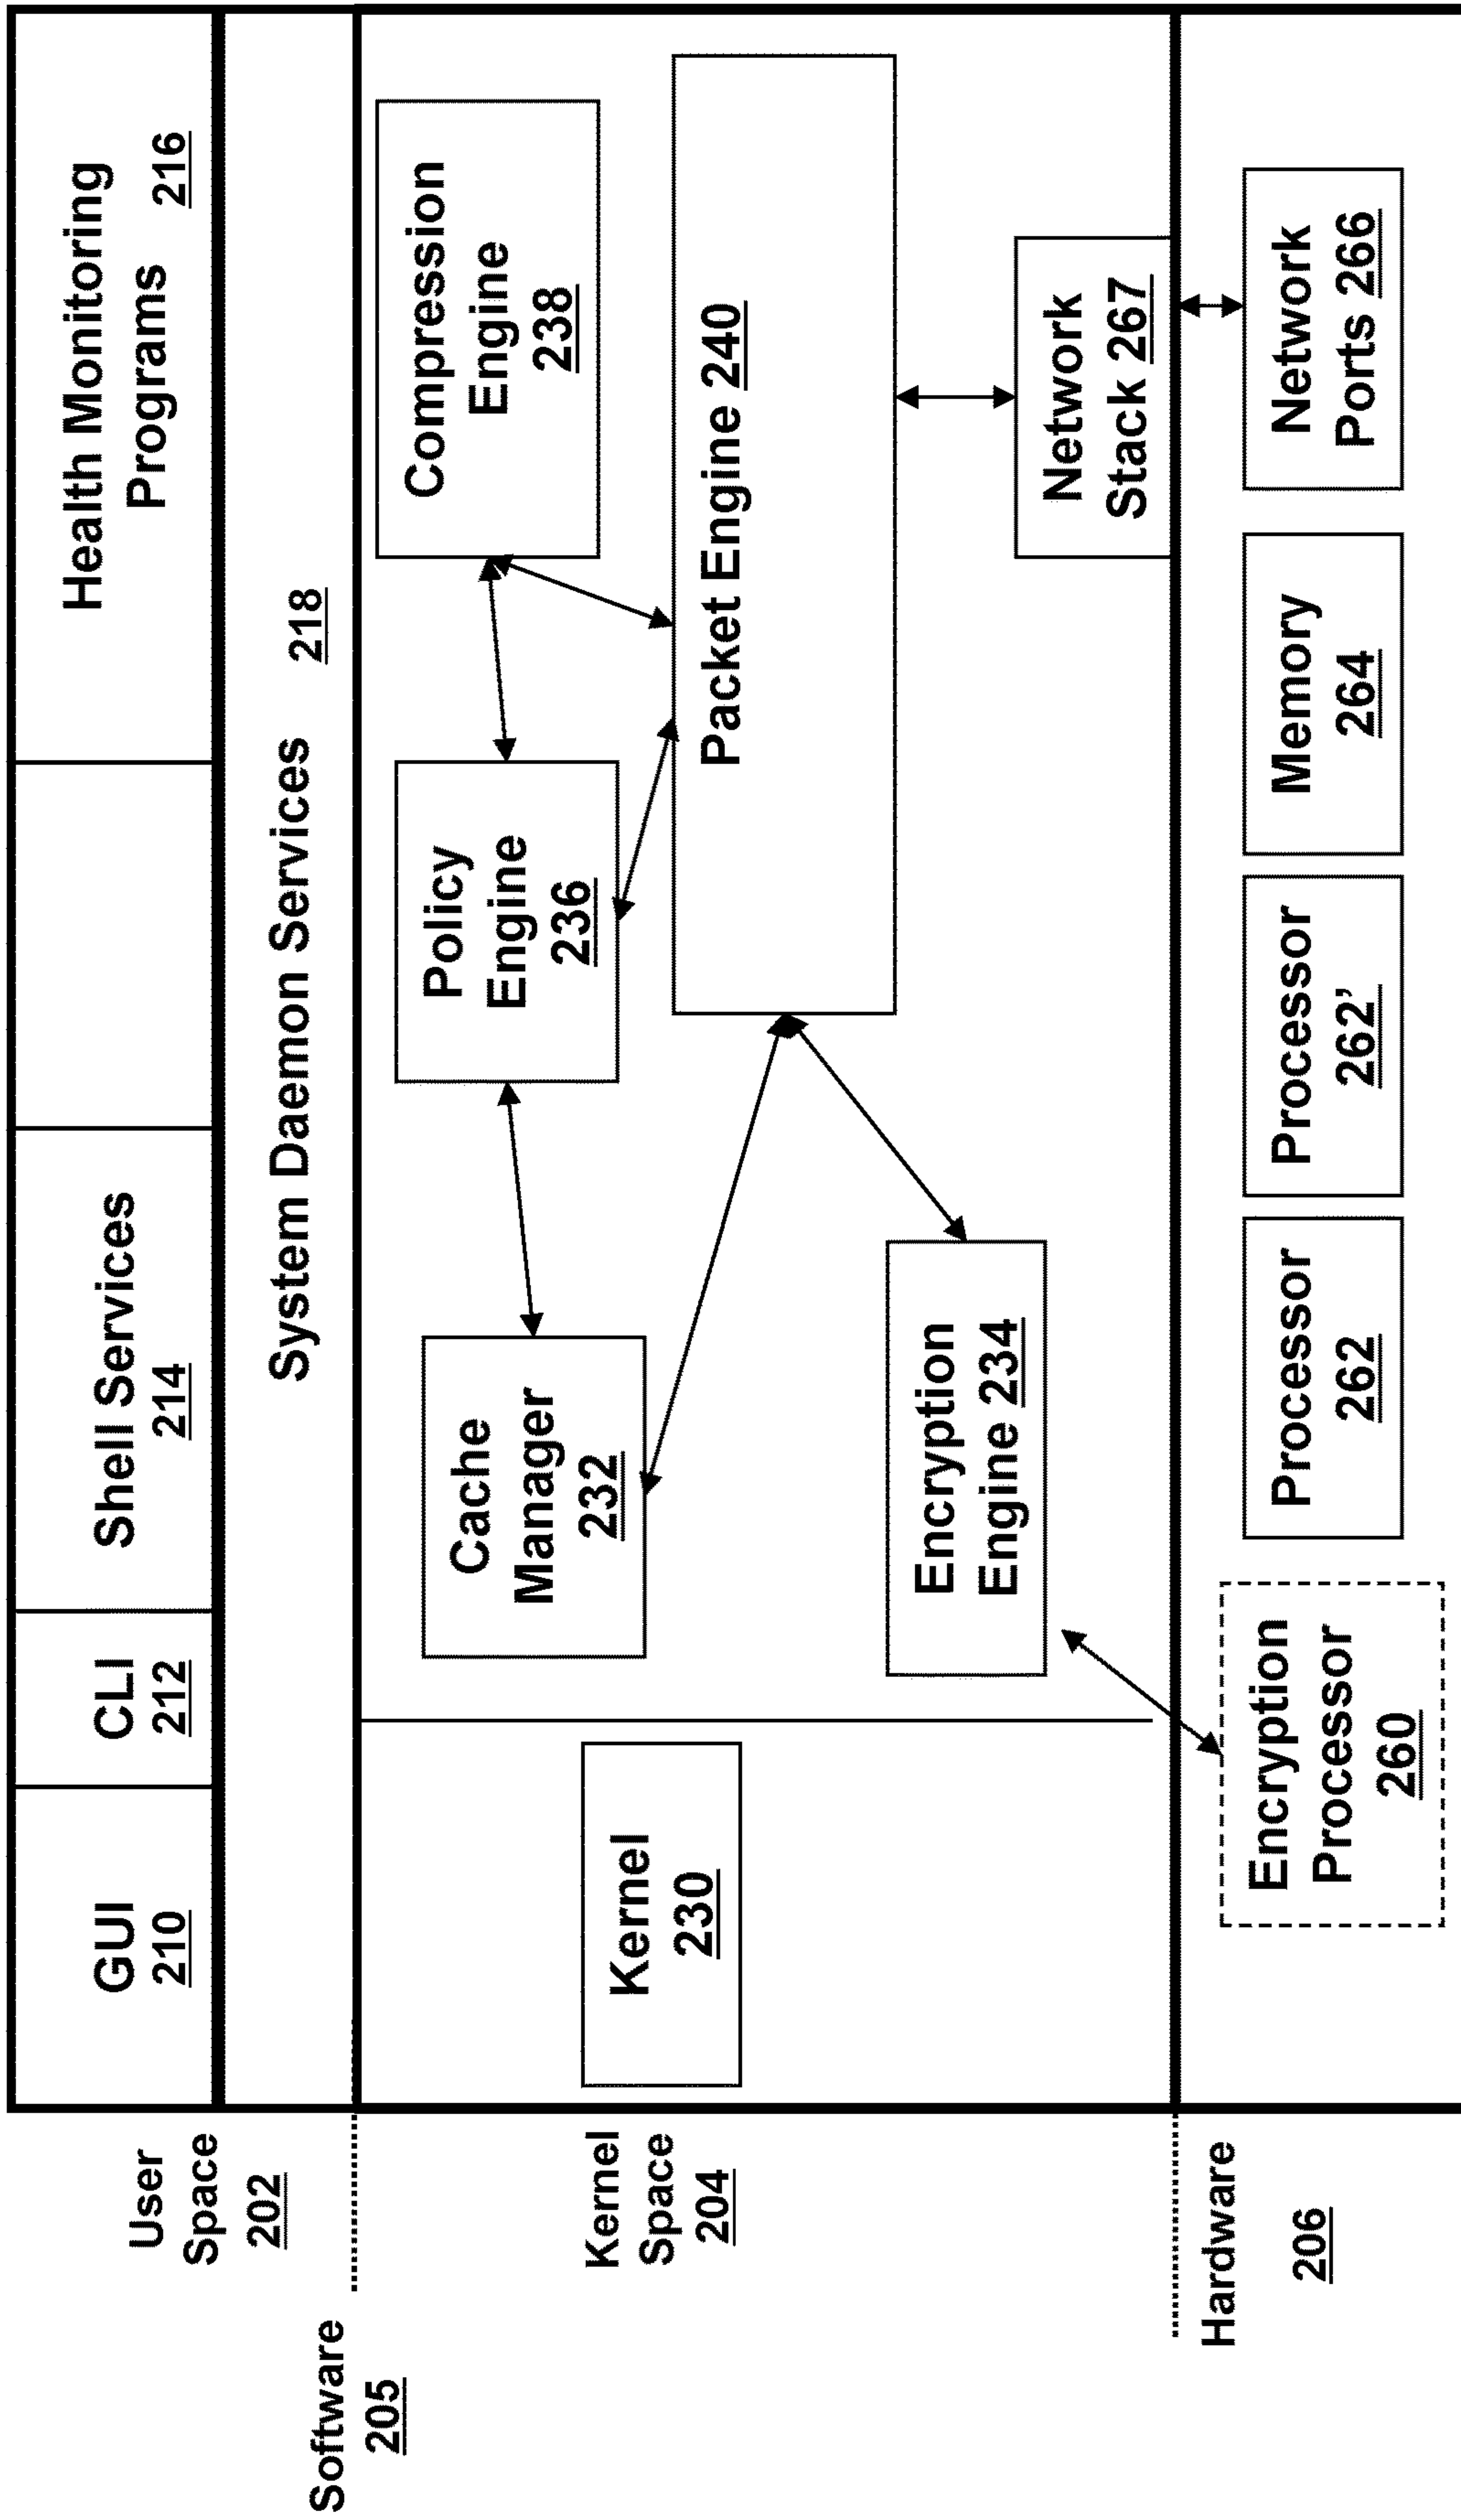 GUI
210
CLI
212
Shell Services
214
Health Monitoring
Programs
216
System Daemon Services
218
User
Space
202
Software
205
Kernel
Space
204
Kernel
230
Cache
Manager
232
Policy
Engine
236
Compression
Engine
238
Packet Engine 240
Encryption
Engine 234
Network
Stack 267
Hardware
206
Encryption
Processor
260
Processor
262
Processor
262’
Memory
264
Network
Ports 266